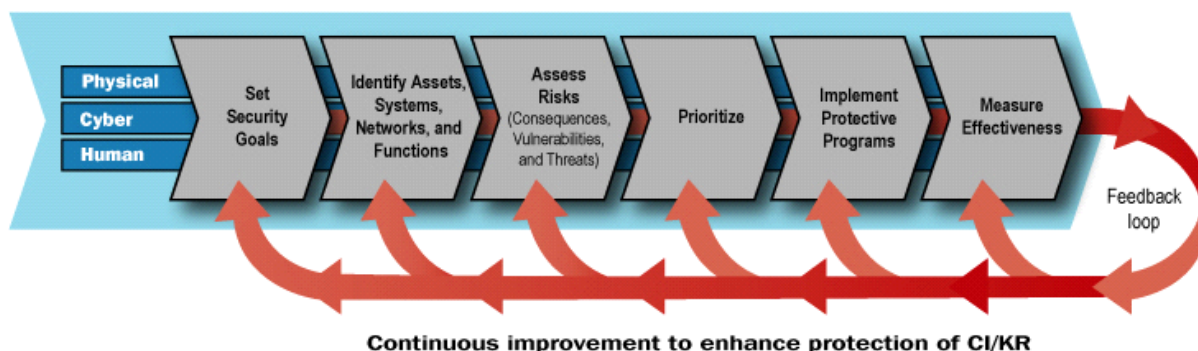 Physical
Cyber
Human
Set
Security
Goals
Identify Assets,
Systems,
Networks, and
Functions
Assess
Risks
(Consequences,
Vulnerabilities,
and Threats)
Prioritize
Implement
Protective
Programs
Measure
Effectiveness
Feedback
loop
Continuous improvement to enhance protection of CI/KR